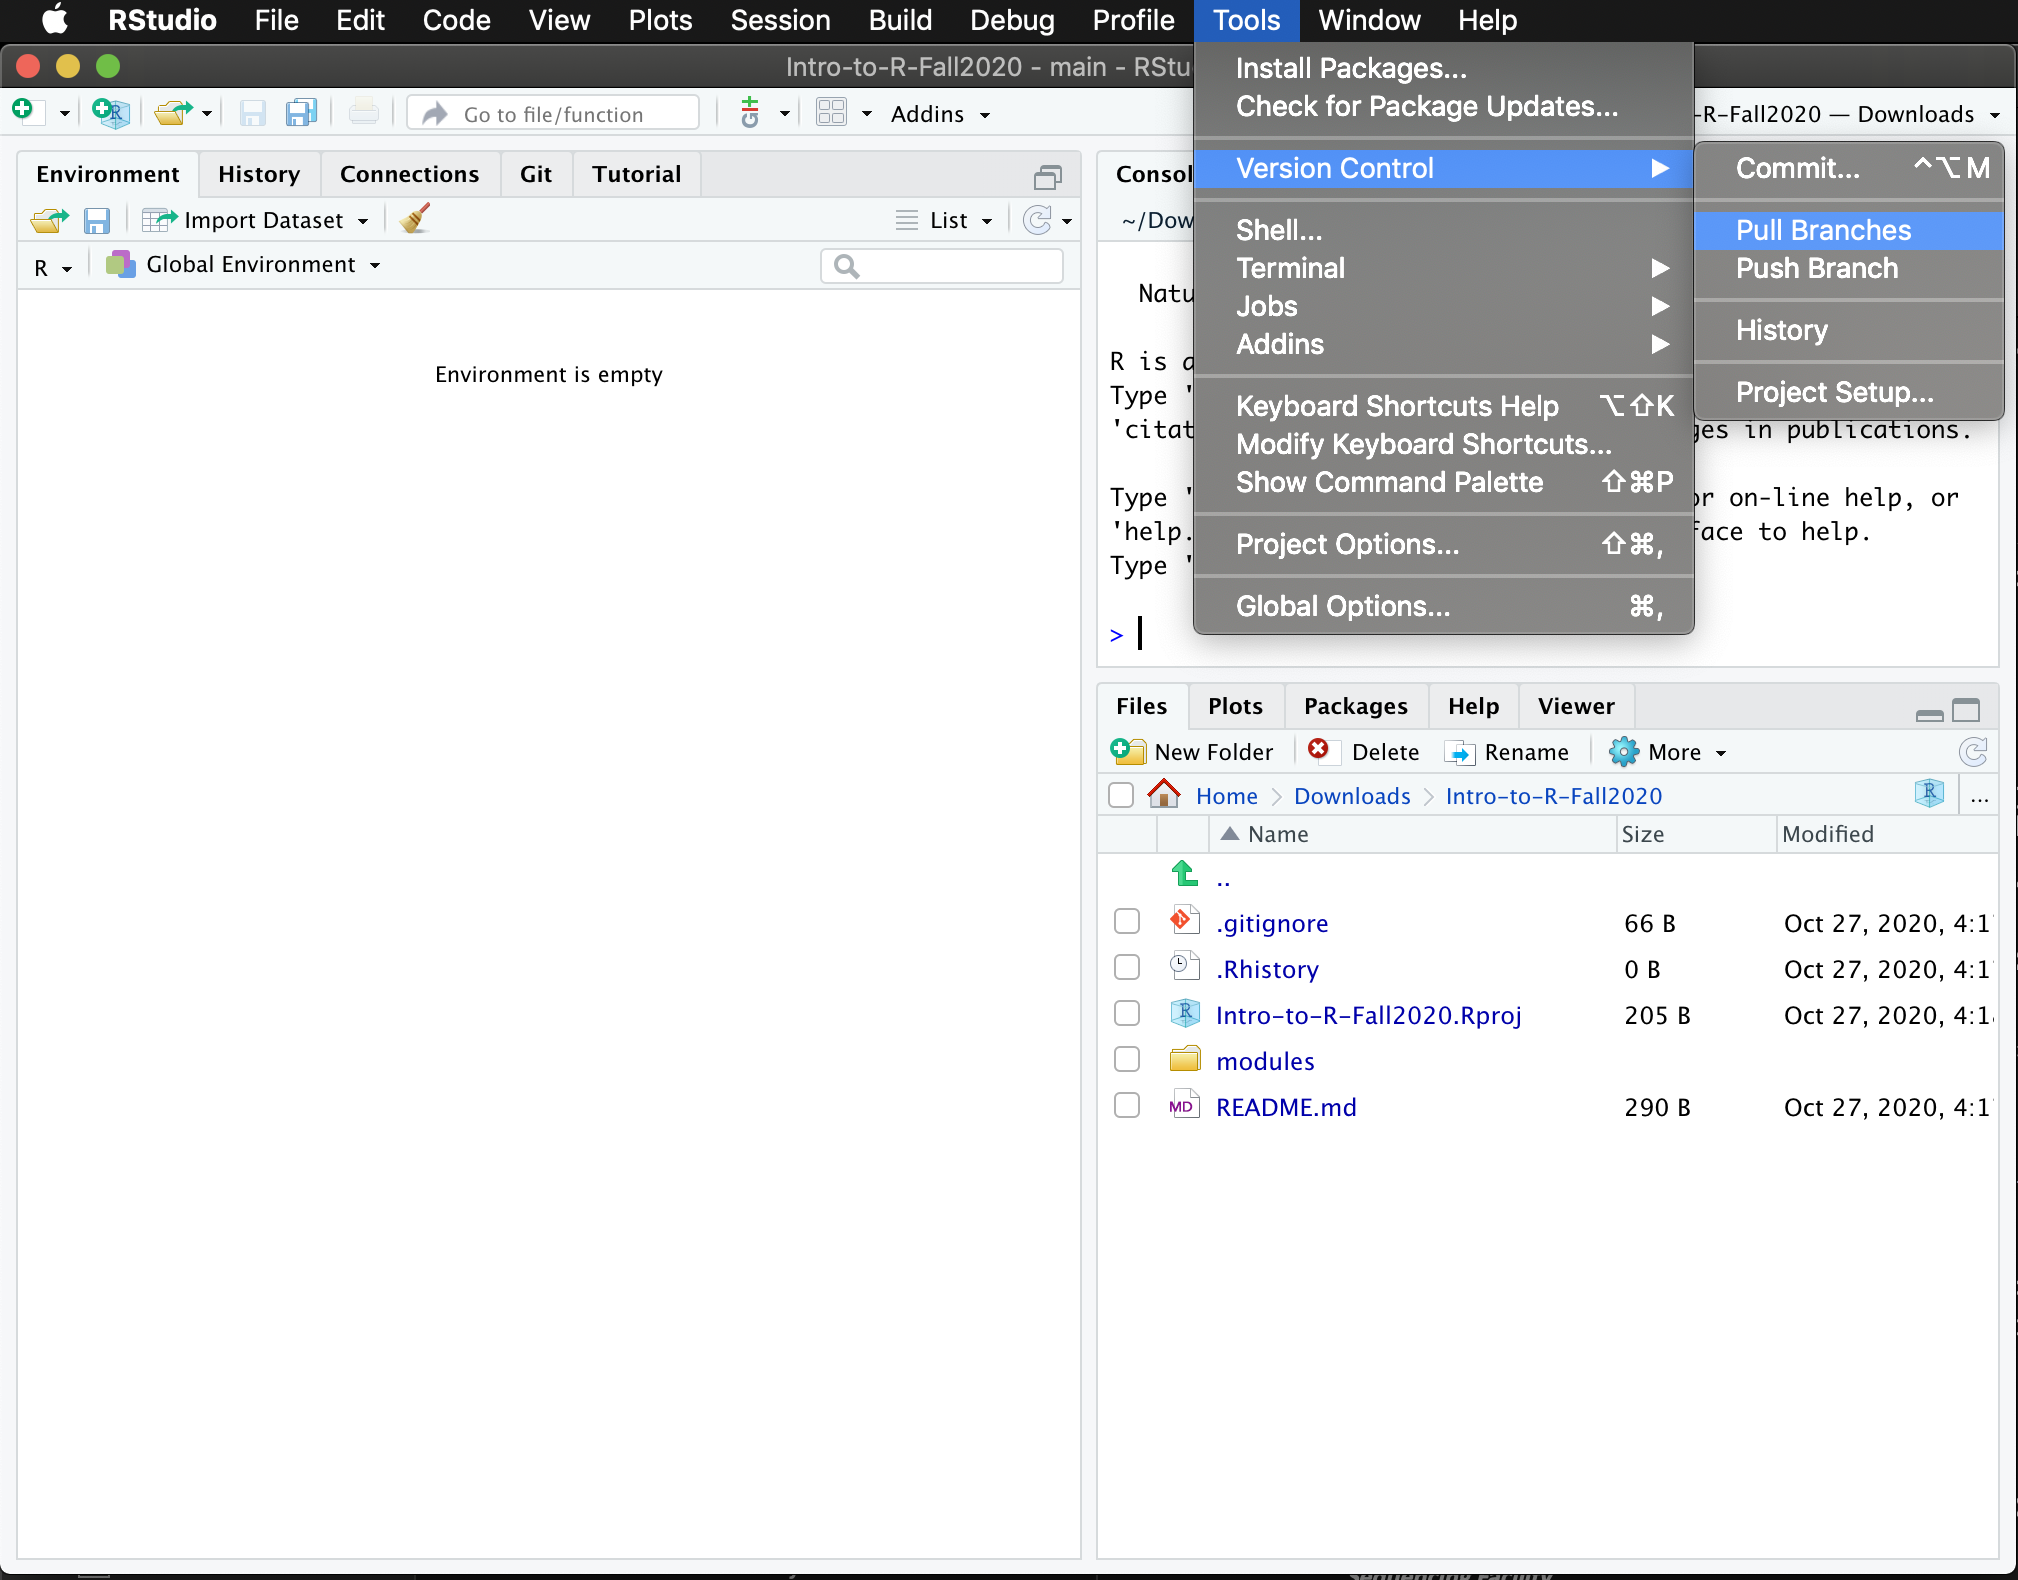 RStudio File Edit Code View Plots Session Build Debug Profile Tools Window Help
Intro-to-R-Fall2020 - main - RStu
Go to file/function Addins -R-Fall2020 — Downloads
Environment History Connections Git Tutorial
Import Dataset List
R Global Environment
Environment is empty
Install Packages...
Check for Package Updates...
Version Control
Shell...
Terminal
Jobs
Addins
Keyboard Shortcuts Help ⌥⇧K
Modify Keyboard Shortcuts...
Show Command Palette ⇧⌘P
Project Options... ⇧⌘,
Global Options... ⌘,
Commit... ^⌥M
Pull Branches
Push Branch
History
Project Setup...
Consol
~/Dow
Natu
R is a
Type '
'citat ges in publications.
Type ' or on-line help, or
'help. face to help.
Type '
>
Files Plots Packages Help Viewer
New Folder Delete Rename More
Home Downloads Intro-to-R-Fall2020 ...
Name Size Modified
..
.gitignore 66 B Oct 27, 2020, 4:1
.Rhistory 0 B Oct 27, 2020, 4:1
Intro-to-R-Fall2020.Rproj 205 B Oct 27, 2020, 4:1
modules
README.md 290 B Oct 27, 2020, 4:1